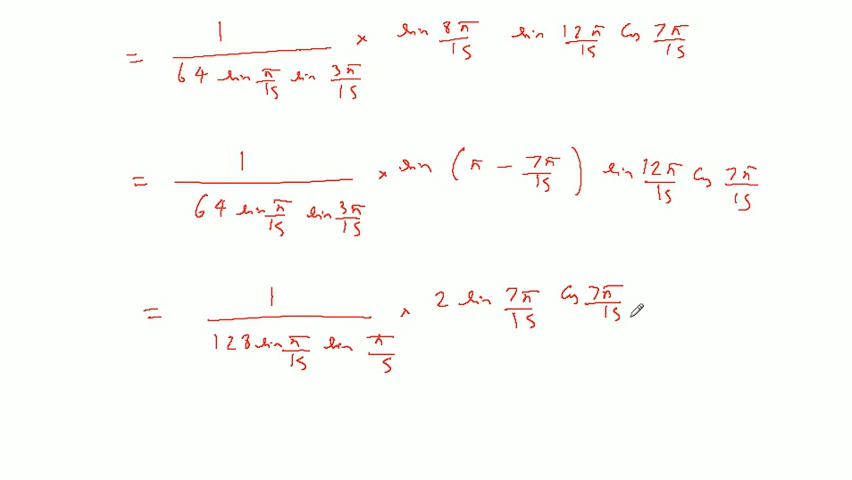 = 1/(64 sin π/15 sin 3π/15) × sin 8π/15 sin 12π/15 cos 7π/15
= 1/(64 sin π/15 sin 3π/15) × sin (π − 7π/15) sin 12π/15 cos 7π/15
= 1/(128 sin π/15 sin π/5) × 2 sin 7π/15 cos 7π/15